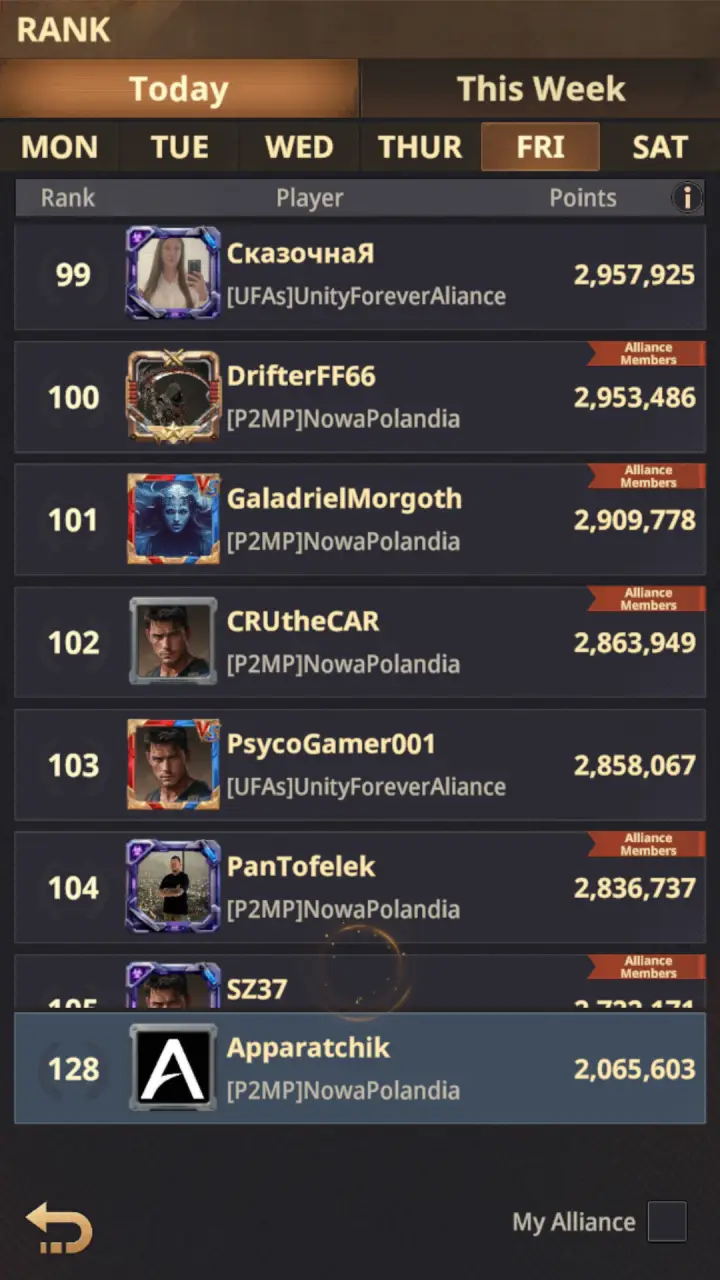 RANK
Today
This Week
MON TUE WED THUR FRI SAT
Rank Player Points
99
СказочнаЯ
[UFAs]UnityForeverAliance
2,957,925
Alliance
Members
100
DrifterFF66
[P2MP]NowaPolandia
2,953,486
Alliance
Members
101
GaladrielMorgoth
[P2MP]NowaPolandia
2,909,778
VS
Alliance
Members
102
CRUtheCAR
[P2MP]NowaPolandia
2,863,949
103
PsycoGamer001
[UFAs]UnityForeverAliance
2,858,067
VS
Alliance
Members
104
PanTofelek
[P2MP]NowaPolandia
2,836,737
Alliance
Members
105
SZ37
128
Apparatchik
[P2MP]NowaPolandia
2,065,603
My Alliance